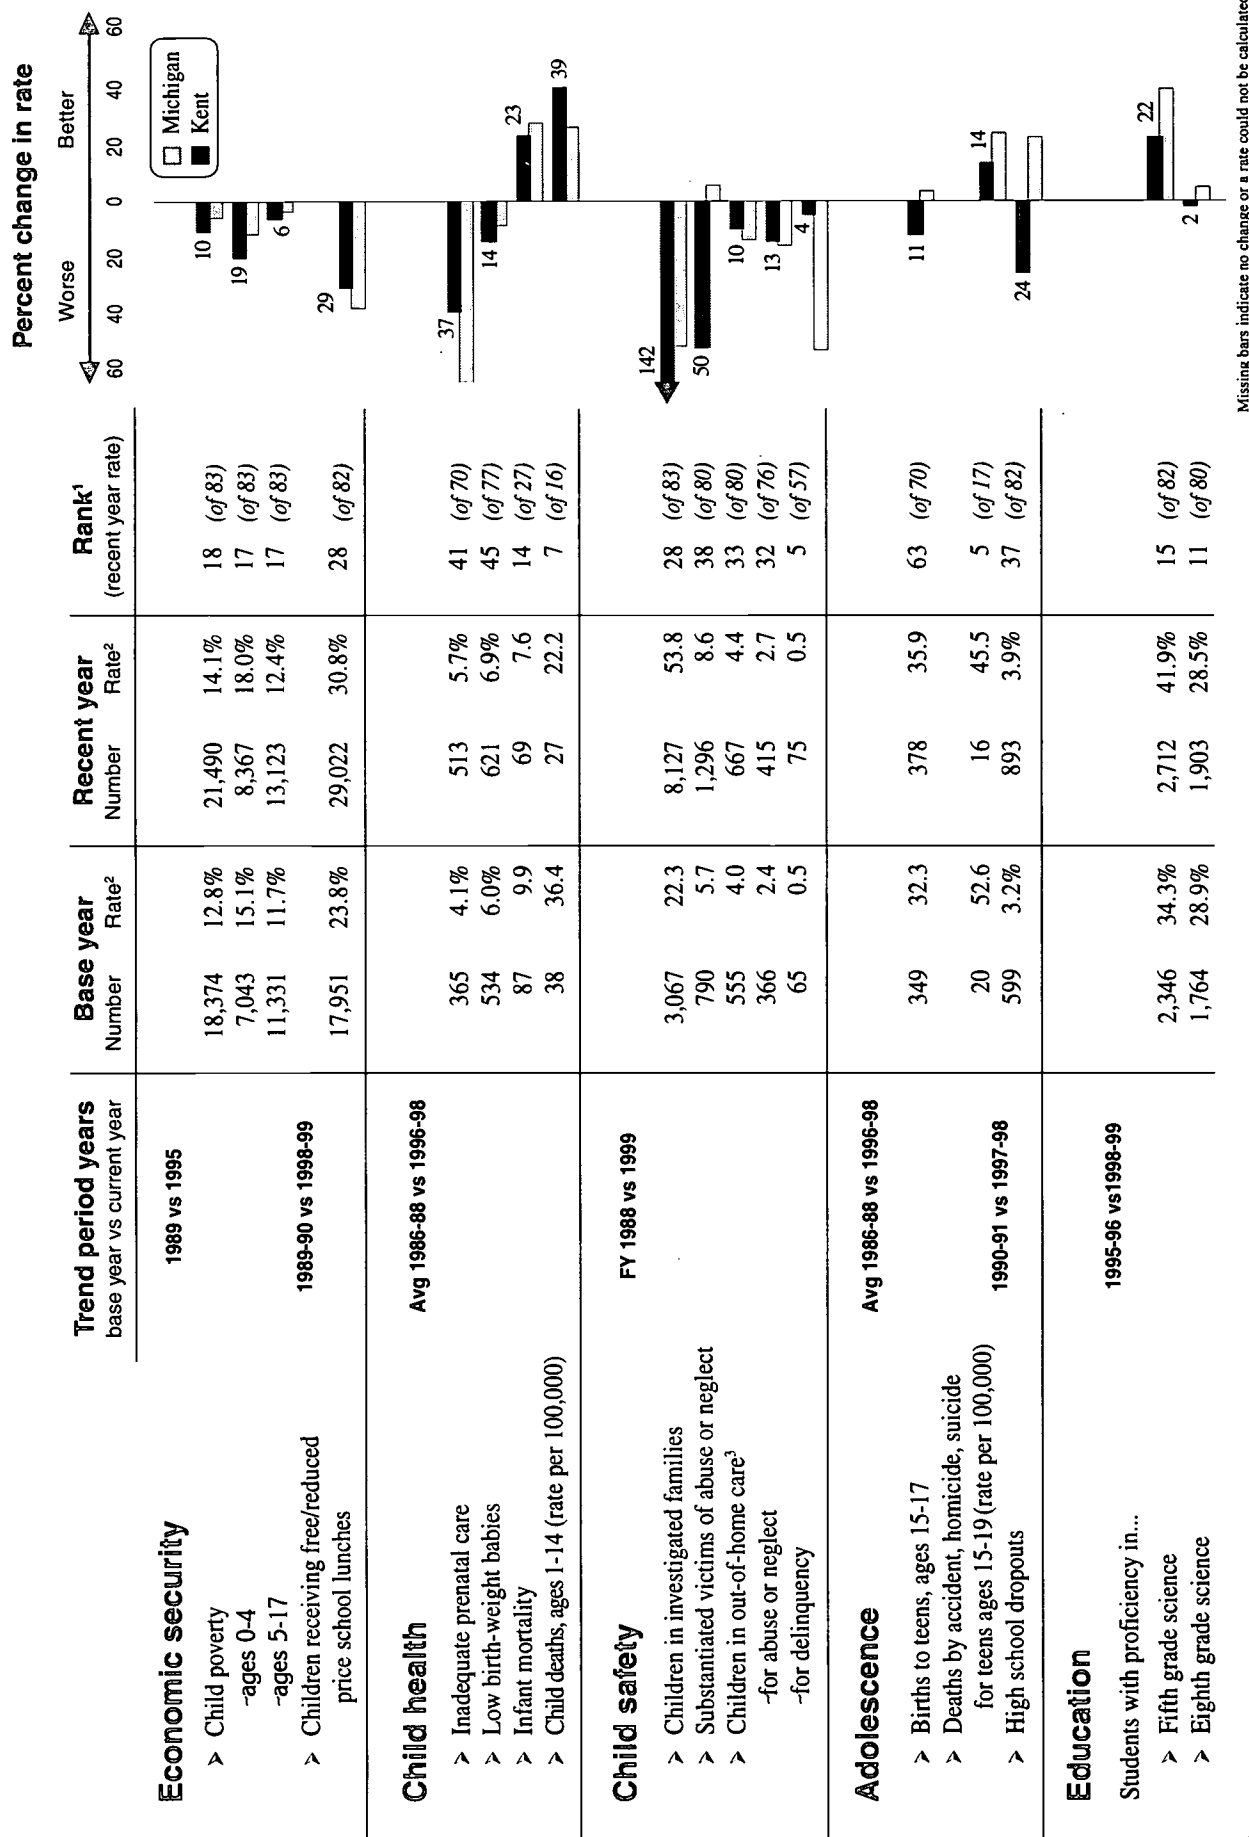 Percent change in rate
Trend period years Base year Recent year Rank¹ Worse Better
base year vs current year Number Rate² Number Rate² (recent year rate) 60 40 20 0 20 40 60
Economic security
1989 vs 1995
Michigan
Kent
➤ Child poverty 18,374 12.8% 21,490 14.1% 18 (of 83) 10
-ages 0-4 7,043 15.1% 8,367 18.0% 17 (of 83) 19
-ages 5-17 11,331 11.7% 13,123 12.4% 17 (of 83) 6
➤ Children receiving free/reduced 1989-90 vs 1998-99
price school lunches 17,951 23.8% 29,022 30.8% 28 (of 82) 29
Child health
Avg 1986-88 vs 1996-98
➤ Inadequate prenatal care 365 4.1% 513 5.7% 41 (of 70) 37
➤ Low birth-weight babies 534 6.0% 621 6.9% 45 (of 77) 14
➤ Infant mortality 87 9.9 69 7.6 14 (of 27) 23
➤ Child deaths, ages 1-14 (rate per 100,000) 38 36.4 27 22.2 7 (of 16) 39
Child safety
FY 1988 vs 1999
➤ Children in investigated families 3,067 22.3 8,127 53.8 28 (of 83) 142
➤ Substantiated victims of abuse or neglect 790 5.7 1,296 8.6 38 (of 80) 50
➤ Children in out-of-home care³ 555 4.0 667 4.4 33 (of 80) 10
-for abuse or neglect 366 2.4 415 2.7 32 (of 76) 13
-for delinquency 65 0.5 75 0.5 5 (of 57) 4
Adolescence
Avg 1986-88 vs 1996-98
➤ Births to teens, ages 15-17 349 32.3 378 35.9 63 (of 70) 11
➤ Deaths by accident, homicide, suicide
for teens ages 15-19 (rate per 100,000) 20 52.6 16 45.5 5 (of 17) 14
➤ High school dropouts 1990-91 vs 1997-98 599 3.2% 893 3.9% 37 (of 82) 24
Education
Students with proficiency in... 1995-96 vs1998-99
➤ Fifth grade science 2,346 34.3% 2,712 41.9% 15 (of 82) 22
➤ Eighth grade science 1,764 28.9% 1,903 28.5% 11 (of 80) 2
Missing bars indicate no change or a rate could not be calculated